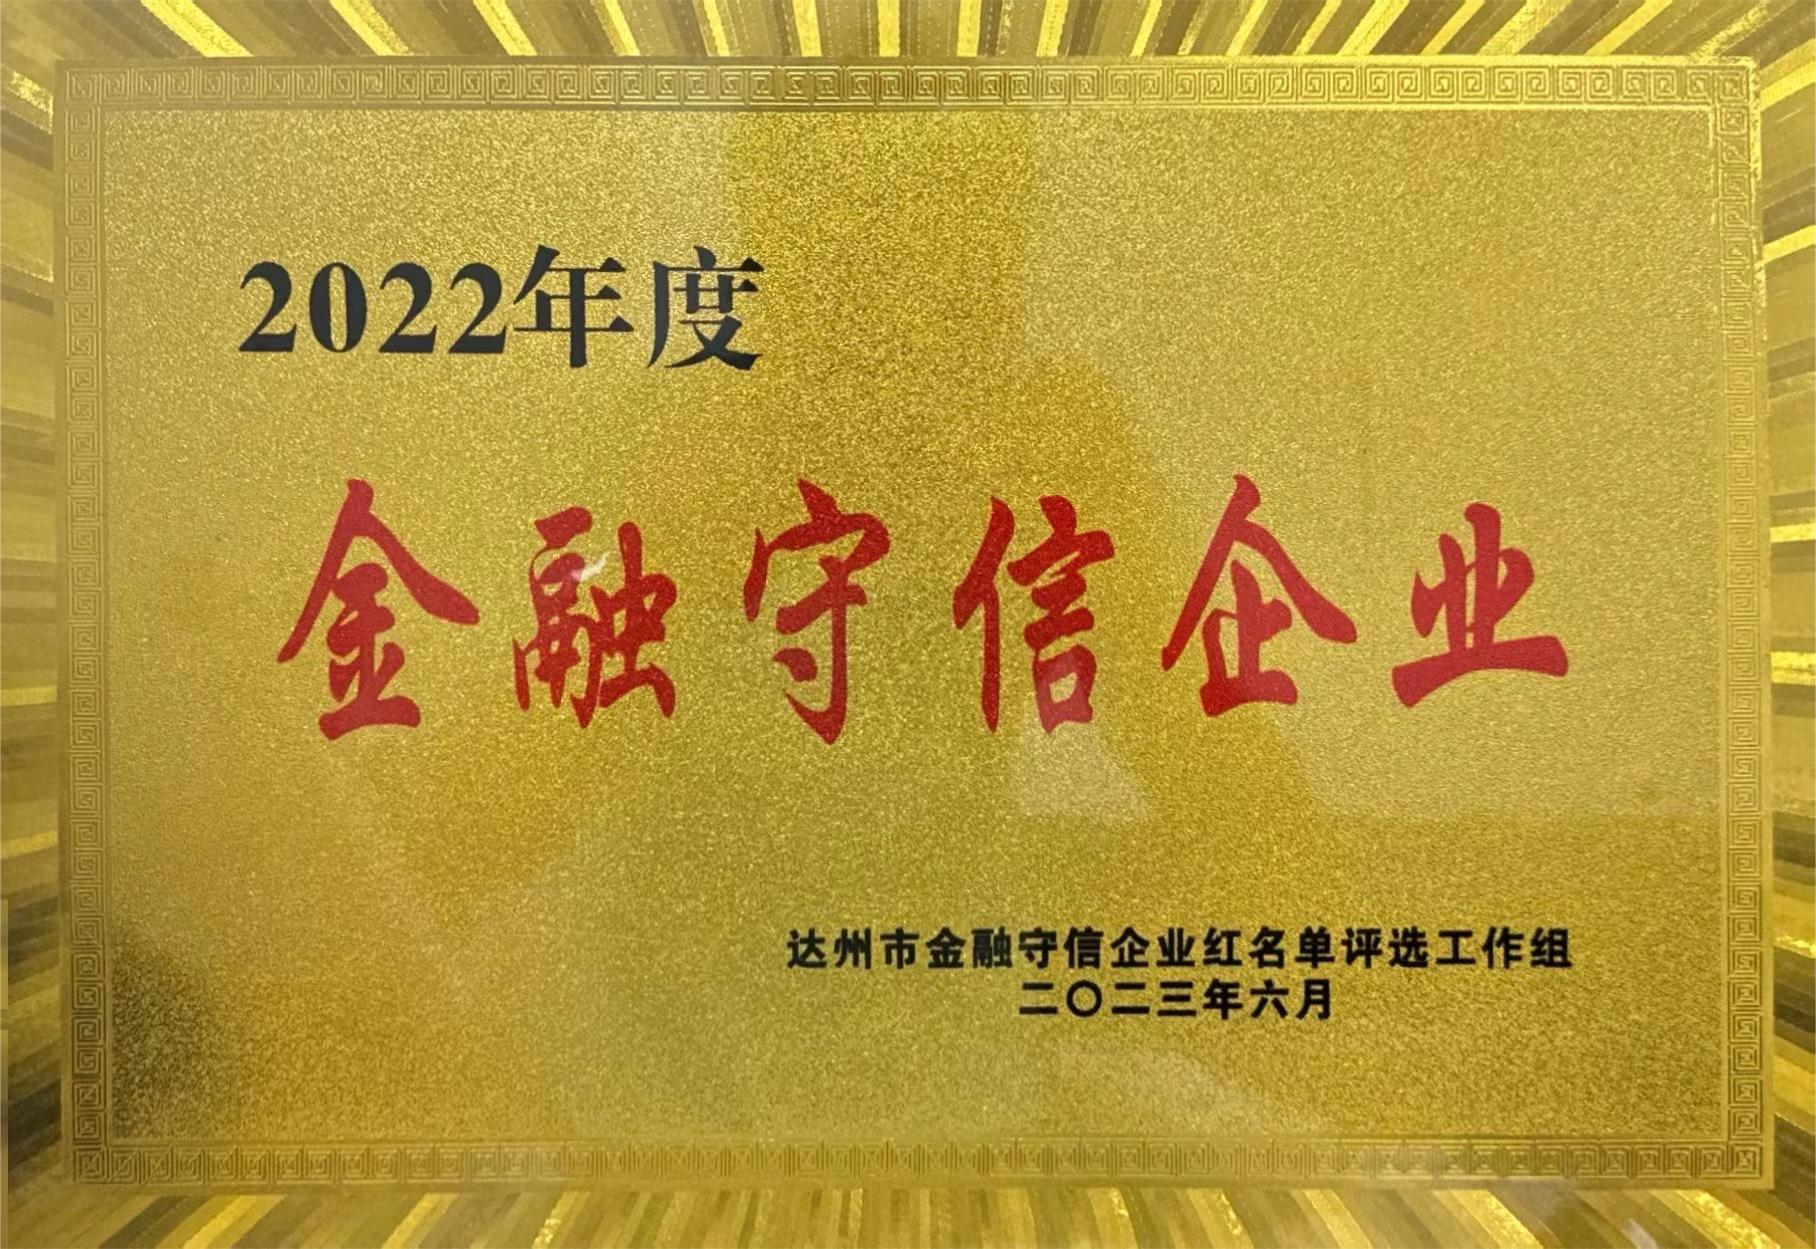 2022年度
金融守信企业
达州市金融守信企业红名单评选工作组
二〇二三年六月